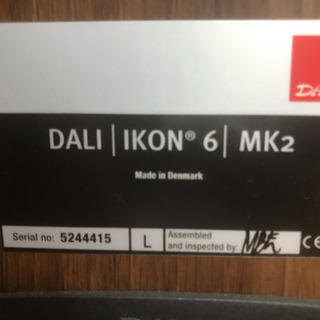 DALI | IKON® 6 | MK2
Made in Denmark
Serial no: 5244415
L
Assembled
and inspected by:
CE